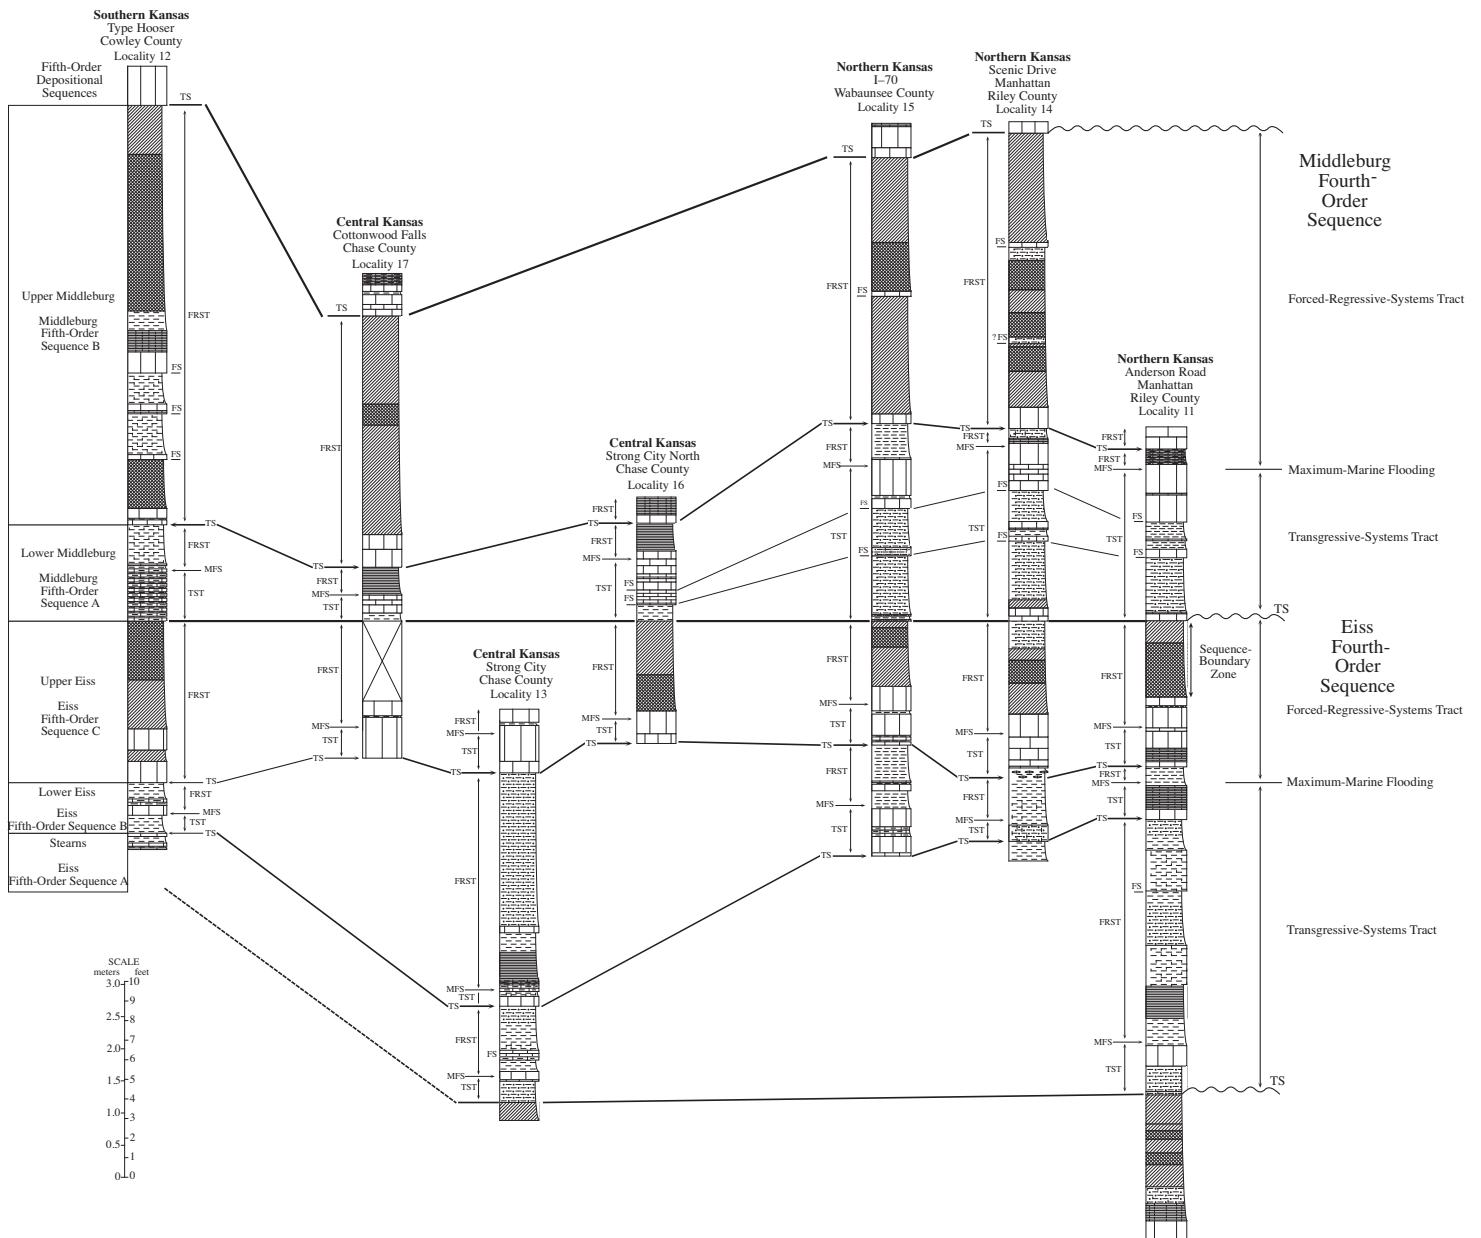 Southern Kansas
Type Hooser
Cowley County
Locality 12
Fifth-Order
Depositional
Sequences
TS
Upper Middleburg
Middleburg
Fifth-Order
Sequence B
FRST
FS
FS
FS
TS
Lower Middleburg
Middleburg
Fifth-Order
Sequence A
FRST
MFS
TST
Upper Eiss
Eiss
Fifth-Order
Sequence C
FRST
TS
Lower Eiss
Eiss
Fifth-Order Sequence B
FRST
MFS
TST
TS
Stearns
Eiss
Fifth-Order Sequence A
SCALE
meters feet
3.0 10
9
2.5 8
7
2.0 6
1.5 5
4
1.0 3
2
0.5 1
0 0
Central Kansas
Cottonwood Falls
Chase County
Locality 17
TS
FRST
TS
FRST
MFS
TST
FRST
MFS
TST
TS
Central Kansas
Strong City
Chase County
Locality 13
FRST
MFS
TST
TS
FRST
MFS
TST
TS
FRST
FS
MFS
TST
Central Kansas
Strong City North
Chase County
Locality 16
FRST
TS
FRST
MFS
TST
FS
FS
FRST
MFS
TST
TS
Northern Kansas
I–70
Wabaunsee County
Locality 15
TS
FRST
FS
TS
FRST
MFS
FS
TST
FS
FRST
MFS
TST
TS
FRST
MFS
TST
TS
Northern Kansas
Scenic Drive
Manhattan
Riley County
Locality 14
TS
FS
FRST
? FS
TS
FRST
MFS
FS
TST
FS
FRST
MFS
TST
TS
FRST
MFS
TST
TS
Northern Kansas
Anderson Road
Manhattan
Riley County
Locality 11
FRST
TS
FRST
MFS
FS
TST
FS
FRST
MFS
TST
TS
FRST
MFS
TST
TS
FS
FRST
MFS
TST
Sequence-
Boundary
Zone
Middleburg
Fourth-
Order
Sequence
Forced-Regressive-Systems Tract
Maximum-Marine Flooding
Transgressive-Systems Tract
TS
Eiss
Fourth-
Order
Sequence
Forced-Regressive-Systems Tract
Maximum-Marine Flooding
Transgressive-Systems Tract
TS